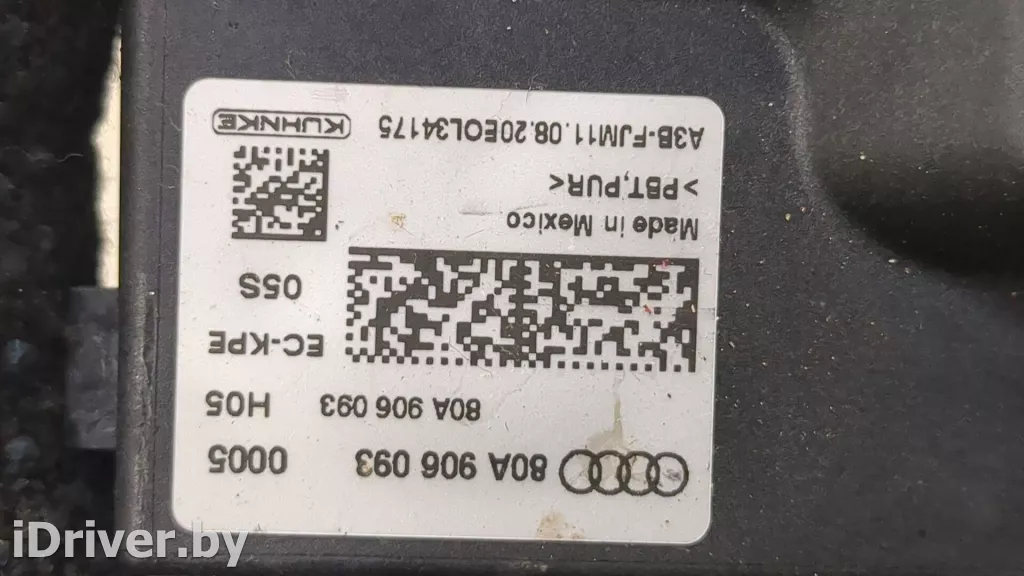 80A 906 093 0005
80A 906 093 H05
EC-KPE
05S
Made in Mexico
>PBT,PUR<
A3B-FJM11.08.20EOL34175 KUHNKE
iDriver.by